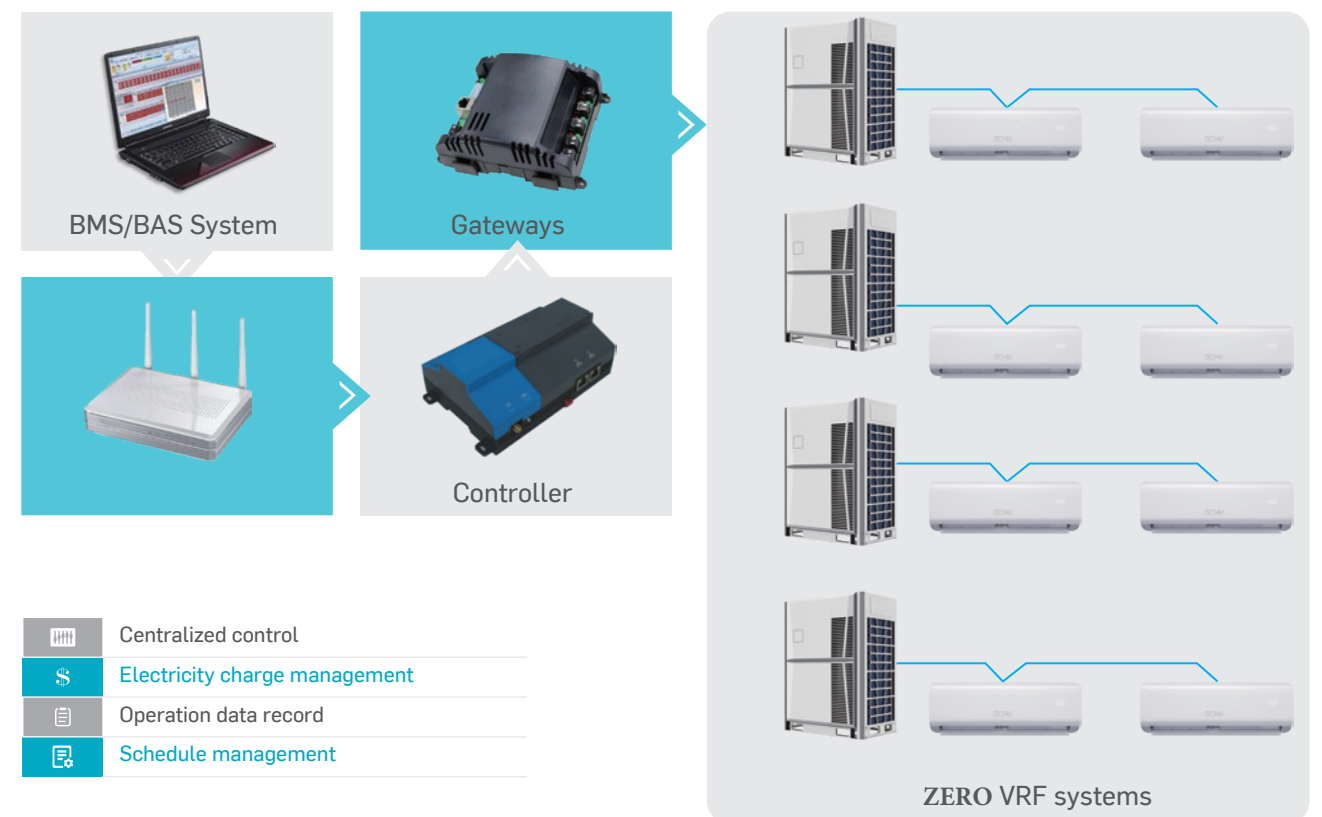 BMS/BAS System
Gateways
Controller
Centralized control
Electricity charge management
Operation data record
Schedule management
ZERO VRF systems